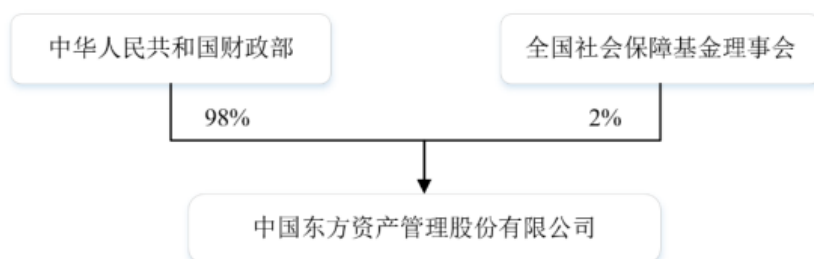 中华人民共和国财政部
全国社会保障基金理事会
98%
2%
中国东方资产管理股份有限公司